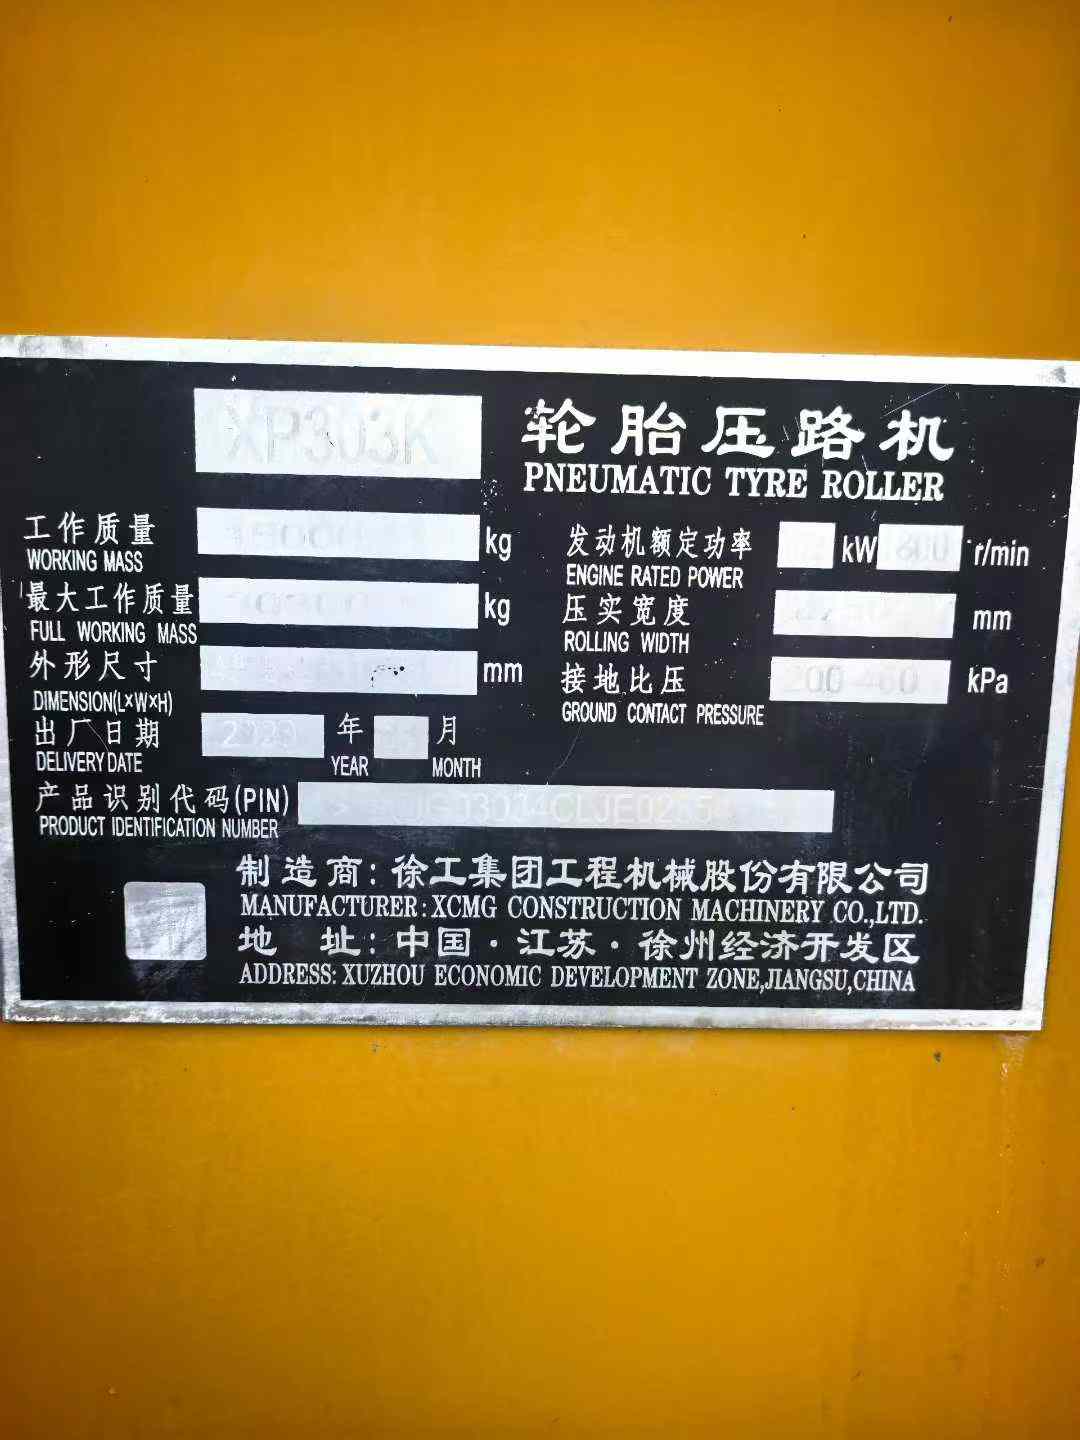 XP303K 轮胎压路机
PNEUMATIC TYRE ROLLER
工作质量 kg 发动机额定功率 kW r/min
WORKING MASS ENGINE RATED POWER
最大工作质量 kg 压实宽度 mm
FULL WORKING MASS ROLLING WIDTH
外形尺寸 mm 接地比压 kPa
DIMENSION(L×W×H) GROUND CONTACT PRESSURE
出厂日期 年 月
DELIVERY DATE YEAR MONTH
产品识别代码(PIN)
PRODUCT IDENTIFICATION NUMBER
制造商:徐工集团工程机械股份有限公司
MANUFACTURER:XCMG CONSTRUCTION MACHINERY CO.,LTD.
地 址:中国·江苏·徐州经济开发区
ADDRESS: XUZHOU ECONOMIC DEVELOPMENT ZONE,JIANGSU,CHINA